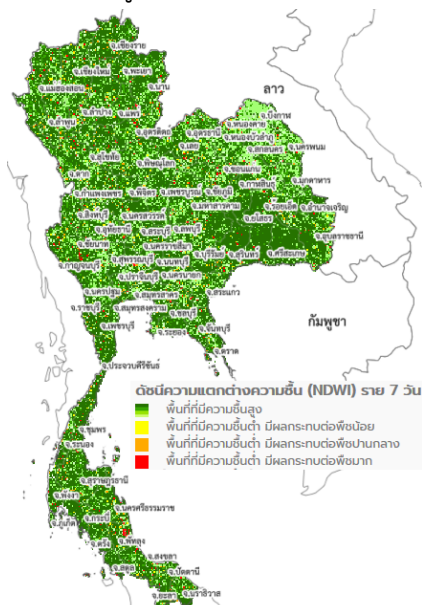 จ.เชียงราย
จ.เชียงใหม่ จ.พะเยา
จ.แม่ฮ่องสอน จ.น่าน
ลาว
จ.ลำปาง จ.แพร่
จ.ลำพูน
จ.บึงกาฬ
จ.หนองคาย
จ.อุตรดิตถ์ จ.อุดรธานี จ.หนองบัวลำภู
จ.เลย จ.สกลนคร จ.นครพนม
จ.สุโขทัย จ.พิษณุโลก
จ.ขอนแก่น
จ.ตาก จ.กาฬสินธุ์ จ.มุกดาหาร
จ.กำแพงเพชร จ.พิจิตร จ.เพชรบูรณ์ จ.ชัยภูมิ
จ.มหาสารคาม จ.ร้อยเอ็ด จ.อำนาจเจริญ
จ.สิงห์บุรี จ.นครสวรรค์ จ.ยโสธร
จ.อุทัยธานี จ.สระบุรี จ.ลพบุรี
จ.อุบลราชธานี
จ.ชัยนาท จ.นครราชสีมา
จ.กาญจนบุรี จ.สุพรรณบุรี จ.นนทบุรี จ.บุรีรัมย์ จ.สุรินทร์ จ.ศรีสะเกษ
จ.ปราจีนบุรี จ.นครนายก
จ.นครปฐม จ.สมุทรสาคร จ.สระแก้ว
จ.ราชบุรี จ.สมุทรสงคราม จ.ชลบุรี
จ.เพชรบุรี จ.ระยอง จ.จันทบุรี
กัมพูชา
จ.ตราด
จ.ประจวบคีรีขันธ์
ดัชนีความแตกต่างความชื้น (NDWI) ราย 7 วัน
พื้นที่ที่มีความชื้นสูง
พื้นที่ที่มีความชื้นต่ำ มีผลกระทบต่อพืชน้อย
พื้นที่ที่มีความชื้นต่ำ มีผลกระทบต่อพืชปานกลาง
พื้นที่ที่มีความชื้นต่ำ มีผลกระทบต่อพืชมาก
จ.ชุมพร
จ.ระนอง
จ.สุราษฎร์ธานี
จ.พังงา
จ.นครศรีธรรมราช
จ.ภูเก็ต จ.กระบี่
จ.ตรัง จ.พัทลุง
จ.สงขลา
จ.สตูล จ.ปัตตานี
จ.ยะลา จ.นราธิวาส